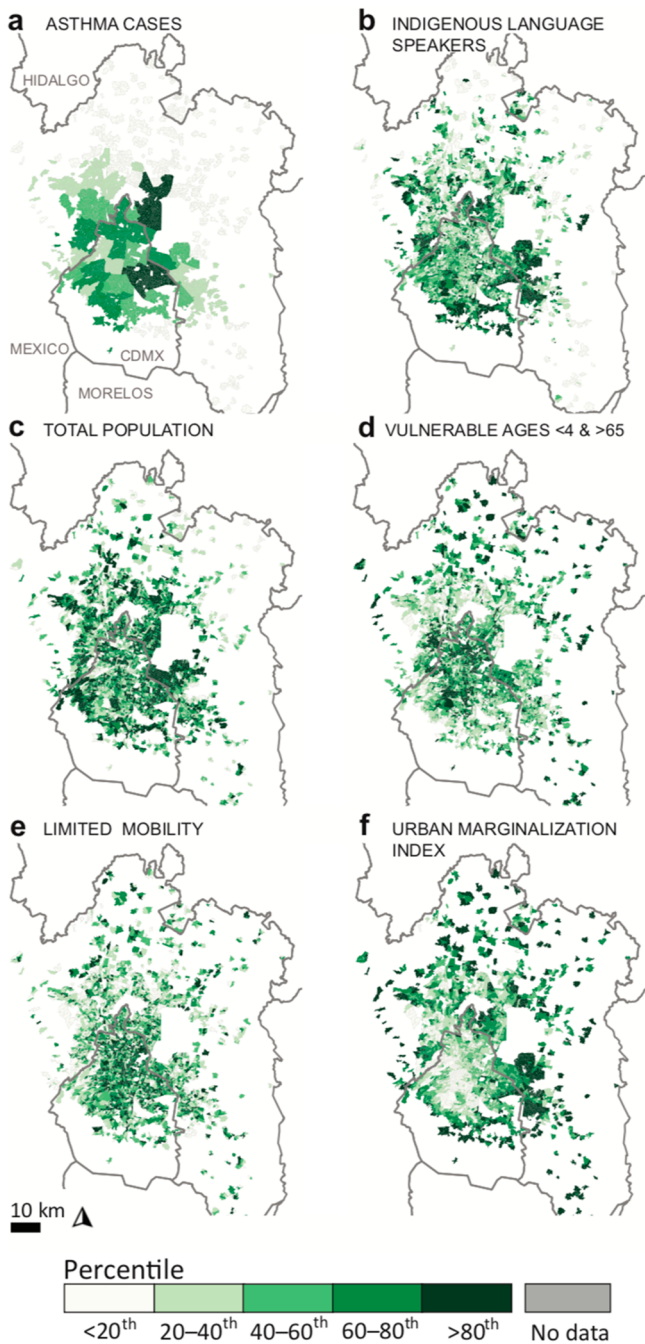 a ASTHMA CASES
b INDIGENOUS LANGUAGE
SPEAKERS
HIDALGO
MEXICO
CDMX
MORELOS
c TOTAL POPULATION
d VULNERABLE AGES <4 & >65
e LIMITED MOBILITY
f URBAN MARGINALIZATION
INDEX
10 km
Percentile
<20th 20–40th 40–60th 60–80th >80th No data